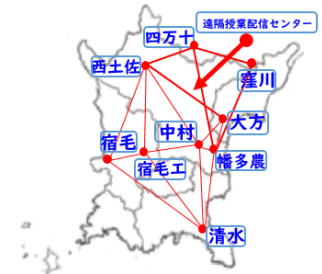 遠隔授業配信センター
四万十
西土佐
窪川
大方
中村
宿毛
幡多農
宿毛工
清水